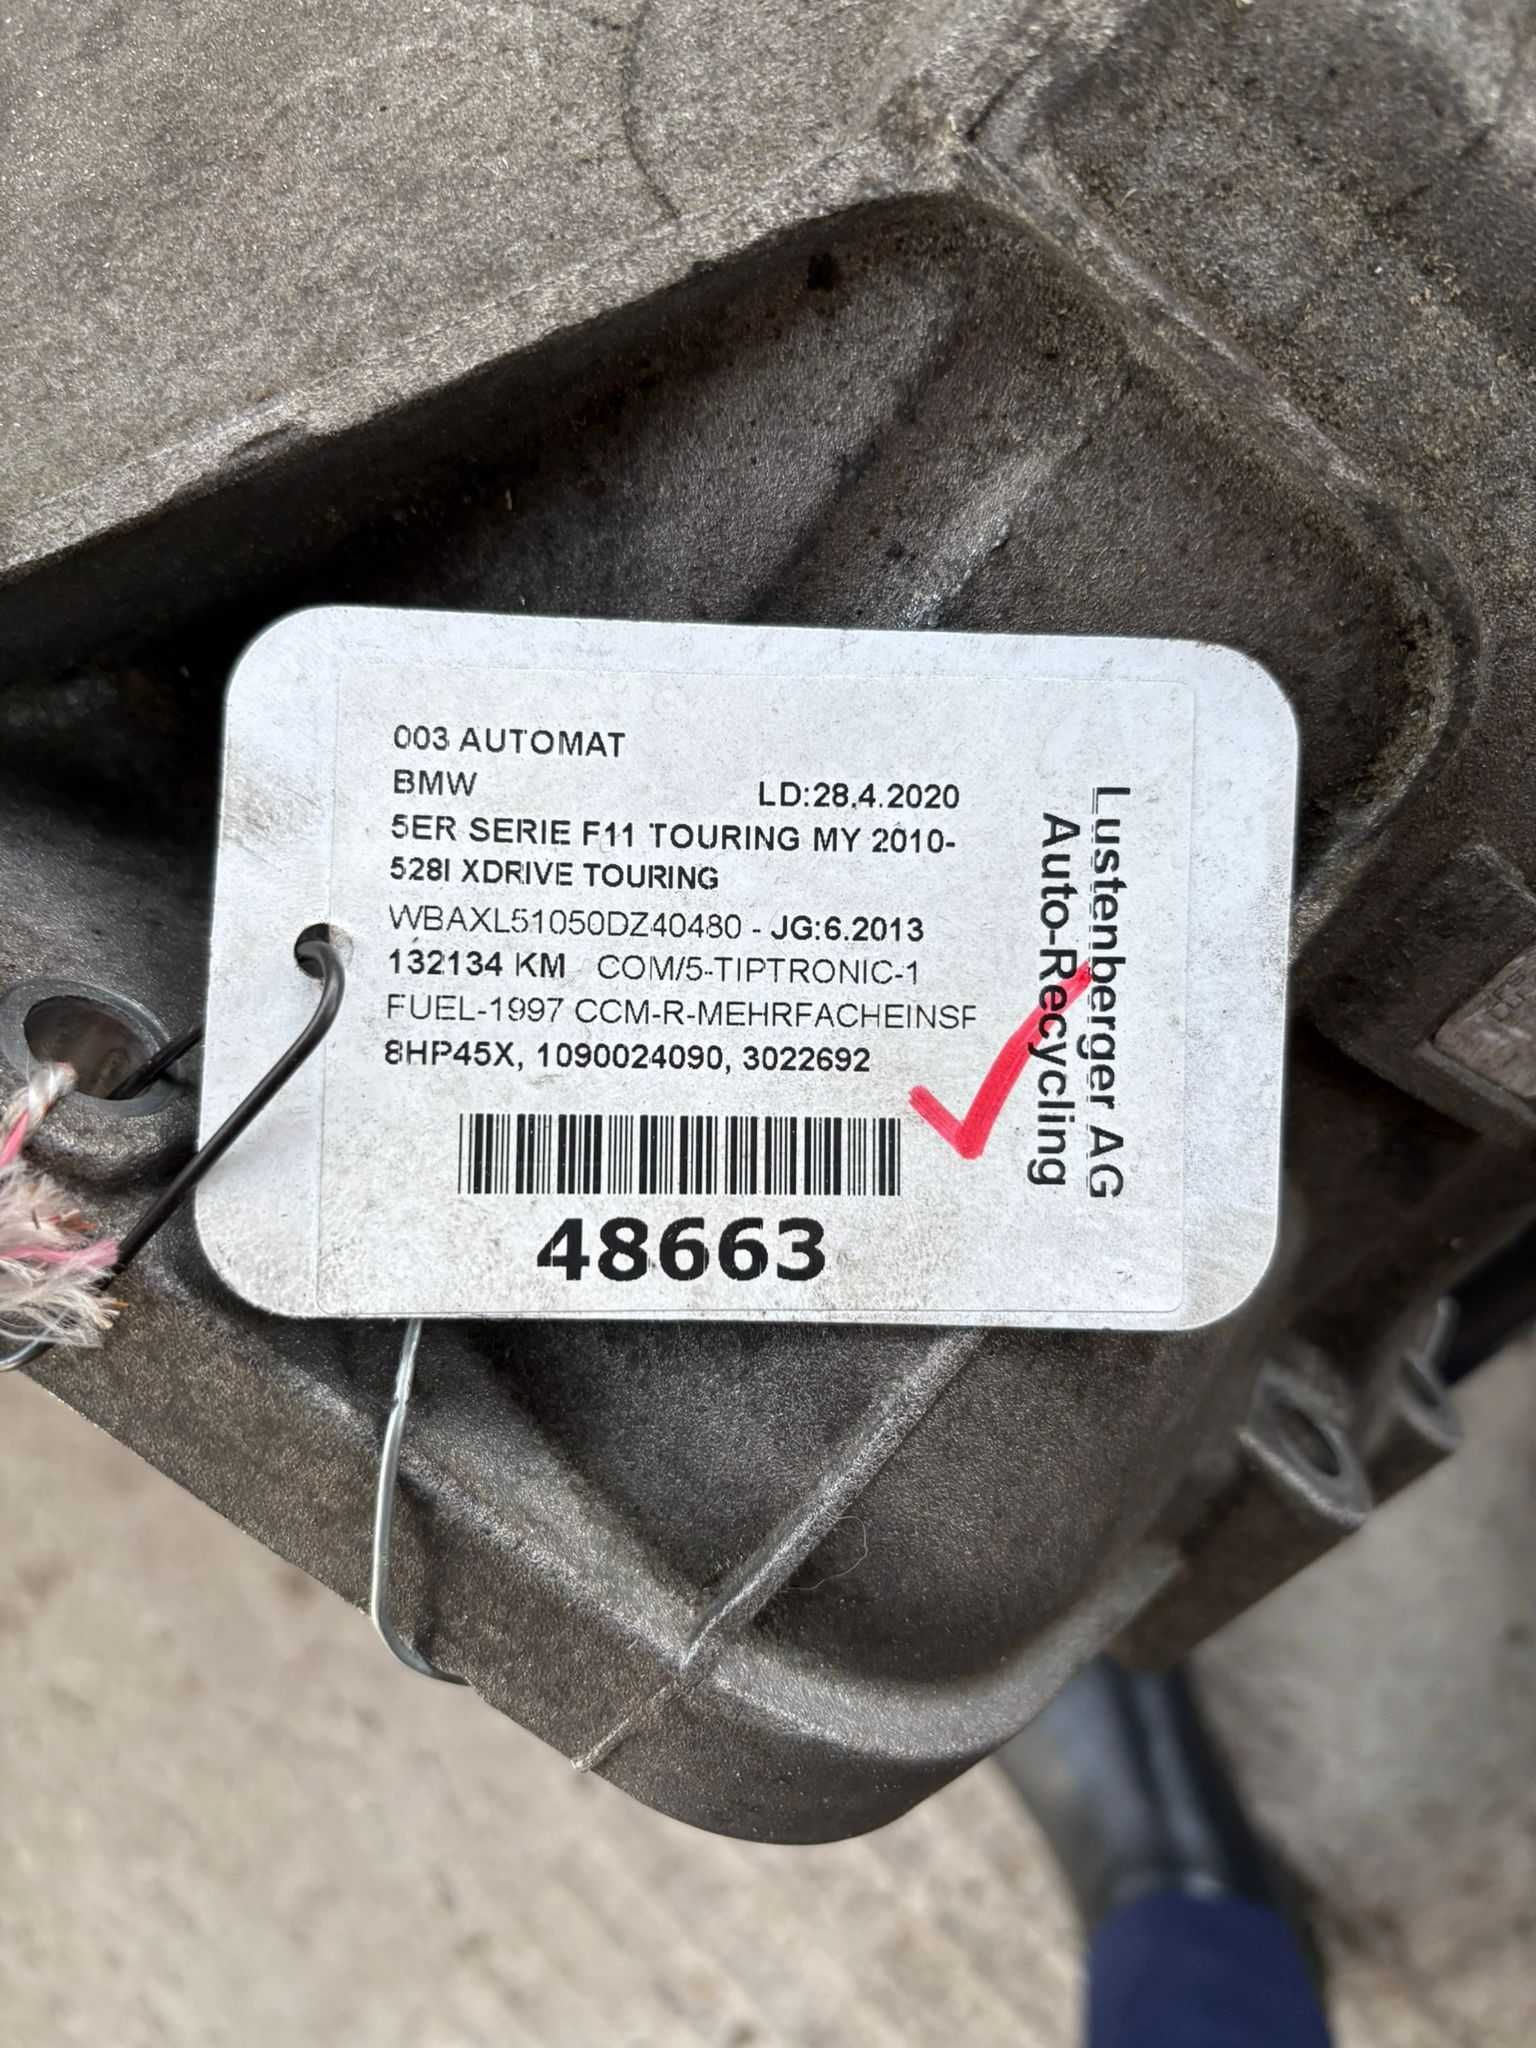 003 AUTOMAT
BMW LD:28.4.2020
5ER SERIE F11 TOURING MY 2010-
528I XDRIVE TOURING
WBAXL51050DZ40480 - JG:6.2013
132134 KM COM/5-TIPTRONIC-1
FUEL-1997 CCM-R-MEHRFACHEINSF
8HP45X, 1090024090, 3022692
48663
Lustenberger AG
Auto-Recycling